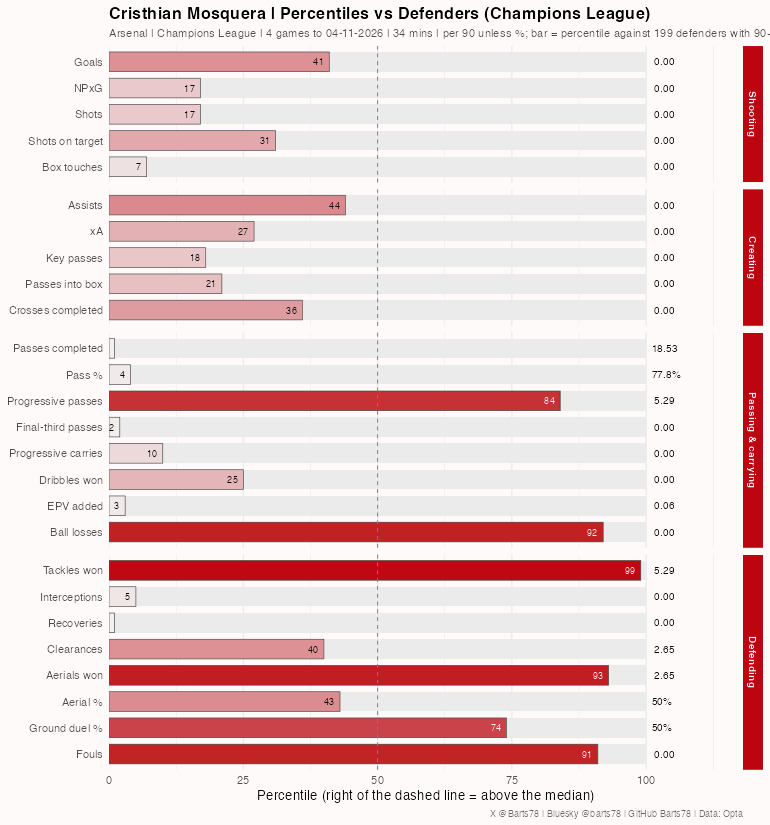 Cristhian Mosquera | Percentiles vs Defenders (Champions League)
Arsenal | Champions League | 4 games to 04-11-2026 | 34 mins | per 90 unless %; bar = percentile against 199 defenders with 90-
Goals 41 0.00
NPxG 17 0.00
Shots 17 0.00
Shots on target 31 0.00
Box touches 7 0.00
Shooting
Assists 44 0.00
xA 27 0.00
Key passes 18 0.00
Passes into box 21 0.00
Crosses completed 36 0.00
Creating
Passes completed 18.53
Pass % 4 77.8%
Progressive passes 84 5.29
Final-third passes 2 0.00
Progressive carries 10 0.00
Dribbles won 25 0.00
EPV added 3 0.06
Ball losses 92 0.00
Passing & carrying
Tackles won 99 5.29
Interceptions 5 0.00
Recoveries 0.00
Clearances 40 2.65
Aerials won 93 2.65
Aerial % 43 50%
Ground duel % 74 50%
Fouls 91 0.00
Defending
0 25 50 75 100
Percentile (right of the dashed line = above the median)
X @Barts78 | Bluesky @barts78 | GitHub Barts78 | Data: Opta